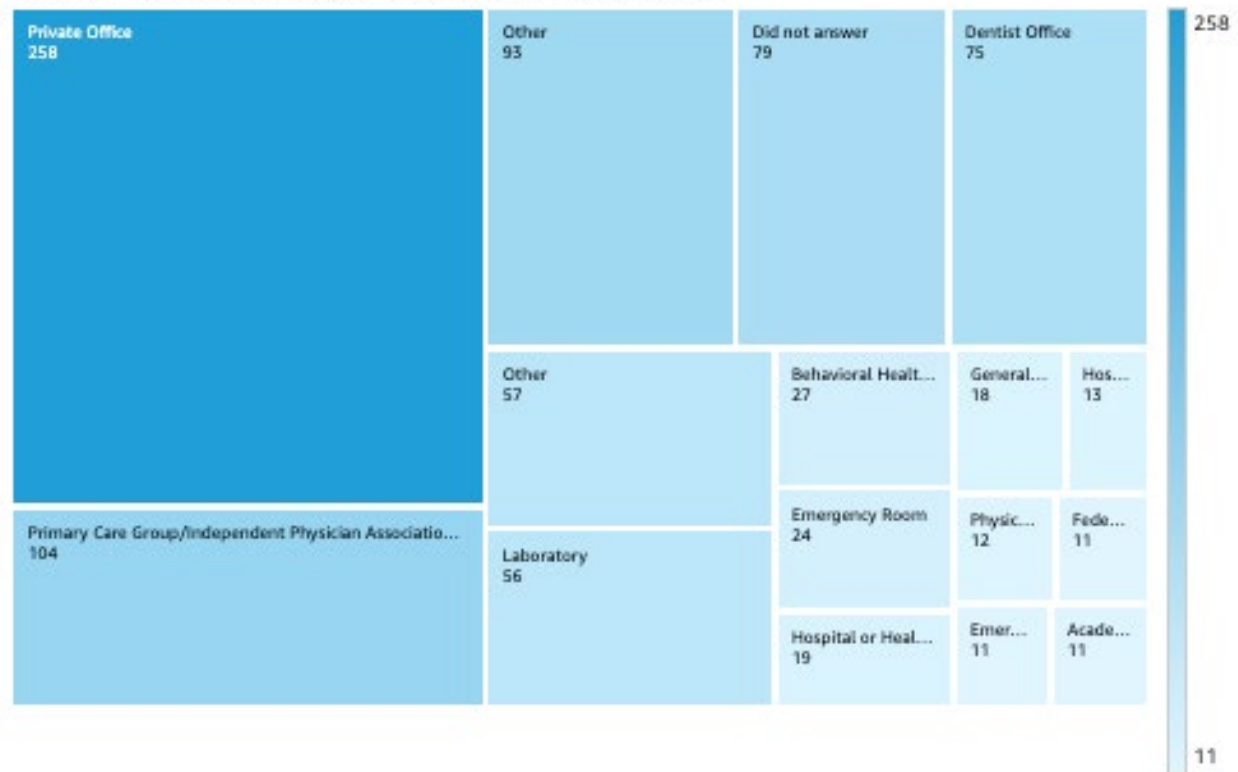 Private Office
258
Other
93
Did not answer
79
Dentist Office
75
258
Other
57
Behavioral Healt...
27
General...
18
Hos...
13
Primary Care Group/Independent Physician Associatio...
104
Laboratory
56
Emergency Room
24
Physic...
12
Fede...
11
Hospital or Heal...
19
Emer...
11
Acade...
11
11